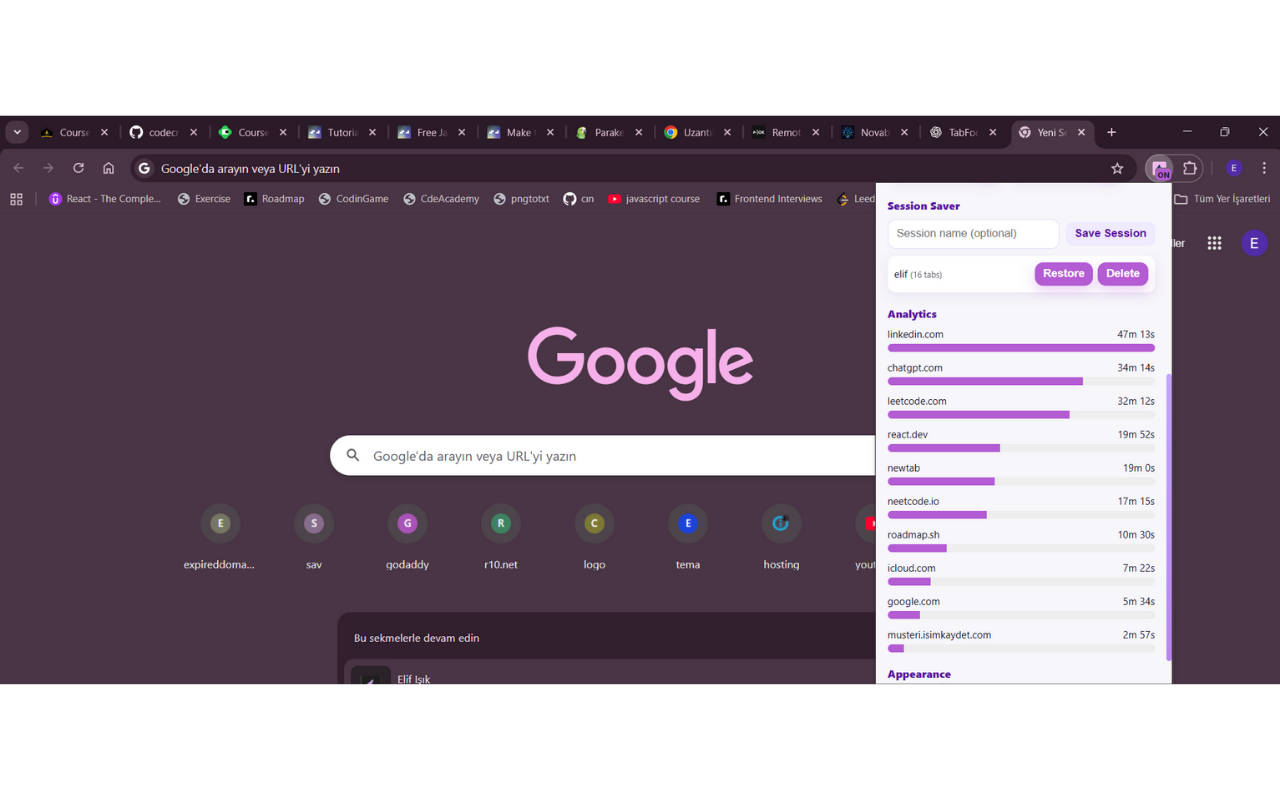 Course
codecr
Course
Tutoria
Free Ja
Make
Parake
Uzantı
Remot
Novab
TabFoc
Yeni Se
G Google'da arayın veya URL'yi yazın
ON
E
React - The Comple...
Exercise
Roadmap
CodinGame
CdeAcademy
pngtotxt
cın
javascript course
Frontend Interviews
Leed
Tüm Yer İşaretleri
ller
E
Google
Google'da arayın veya URL'yi yazın
E
S
G
R
C
E
expireddoma...
sav
godaddy
r10.net
logo
tema
hosting
yout
Bu sekmelerle devam edin
Elif Işık
Session Saver
Session name (optional)
Save Session
elif (16 tabs)
Restore
Delete
Analytics
linkedin.com 47m 13s
chatgpt.com 34m 14s
leetcode.com 32m 12s
react.dev 19m 52s
newtab 19m 0s
neetcode.io 17m 15s
roadmap.sh 10m 30s
icloud.com 7m 22s
google.com 5m 34s
musteri.isimkaydet.com 2m 57s
Appearance